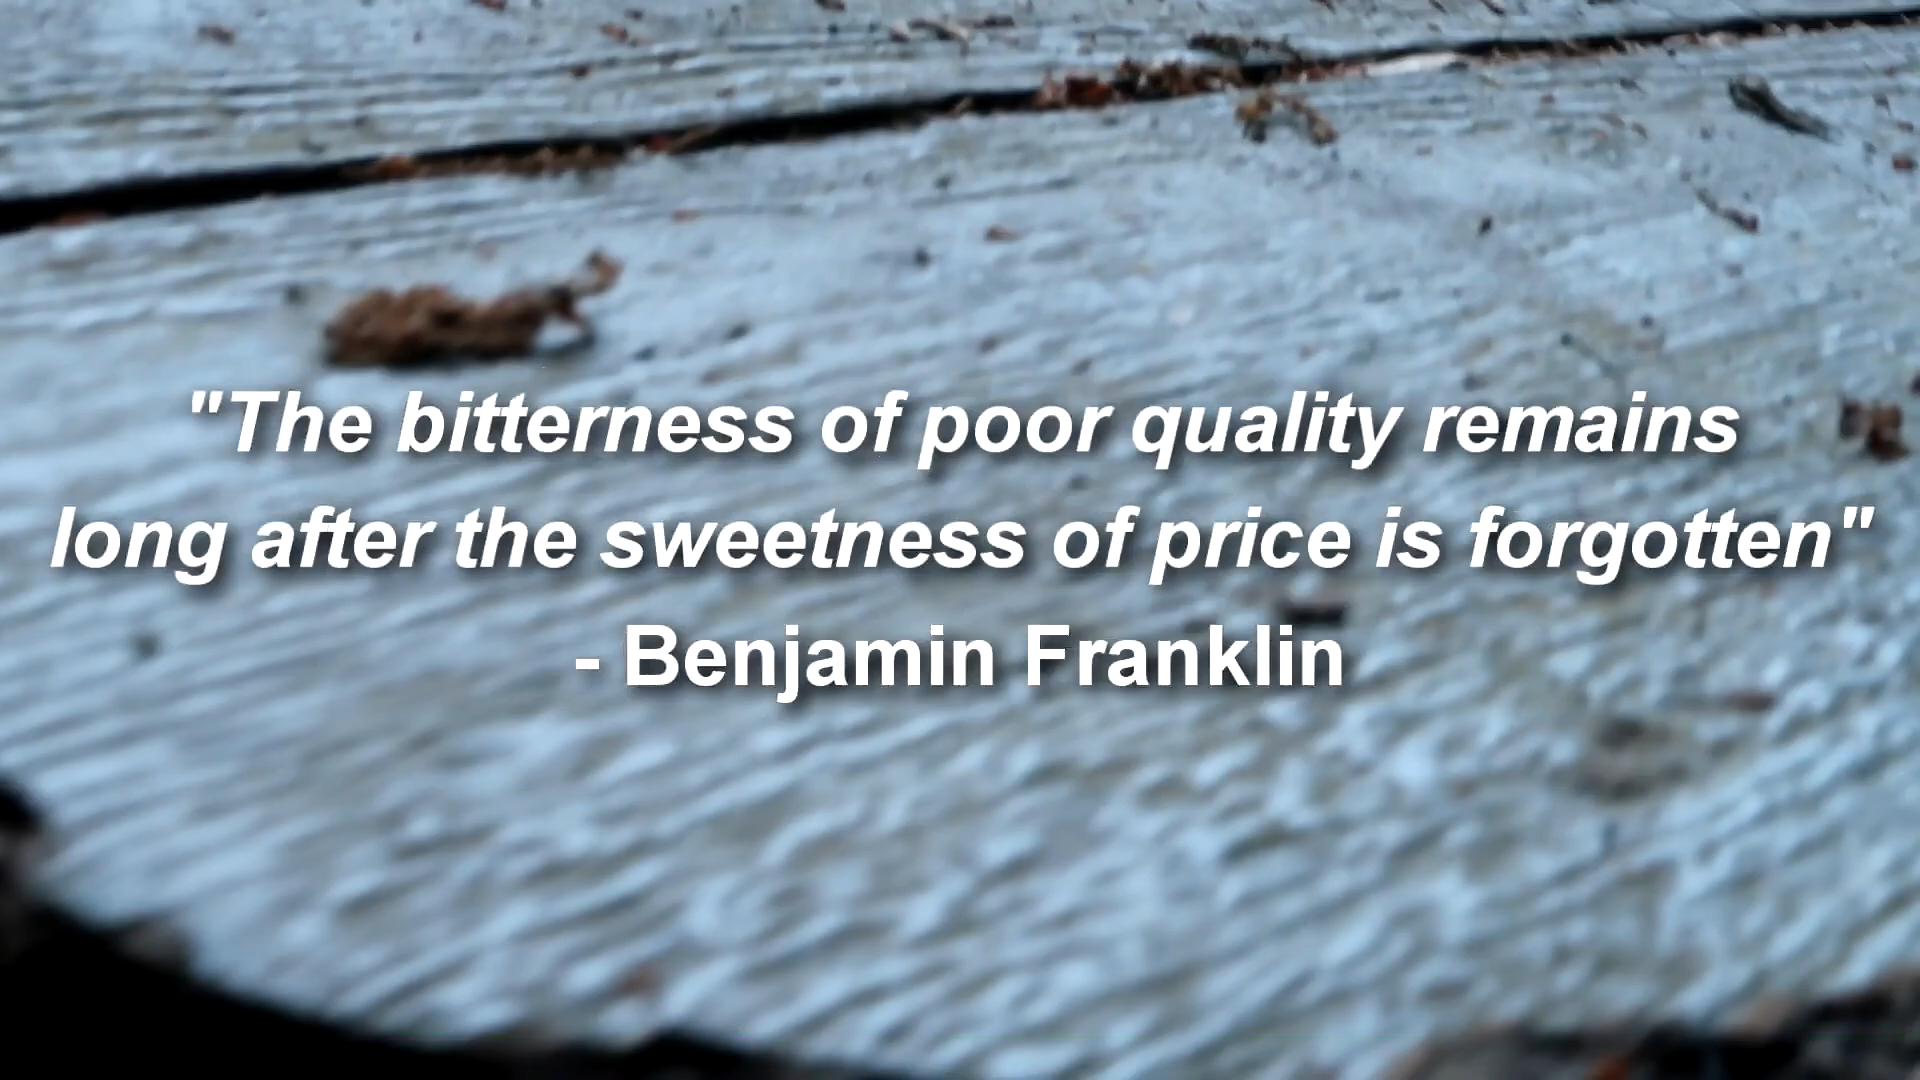 "The bitterness of poor quality remains
long after the sweetness of price is forgotten"
- Benjamin Franklin